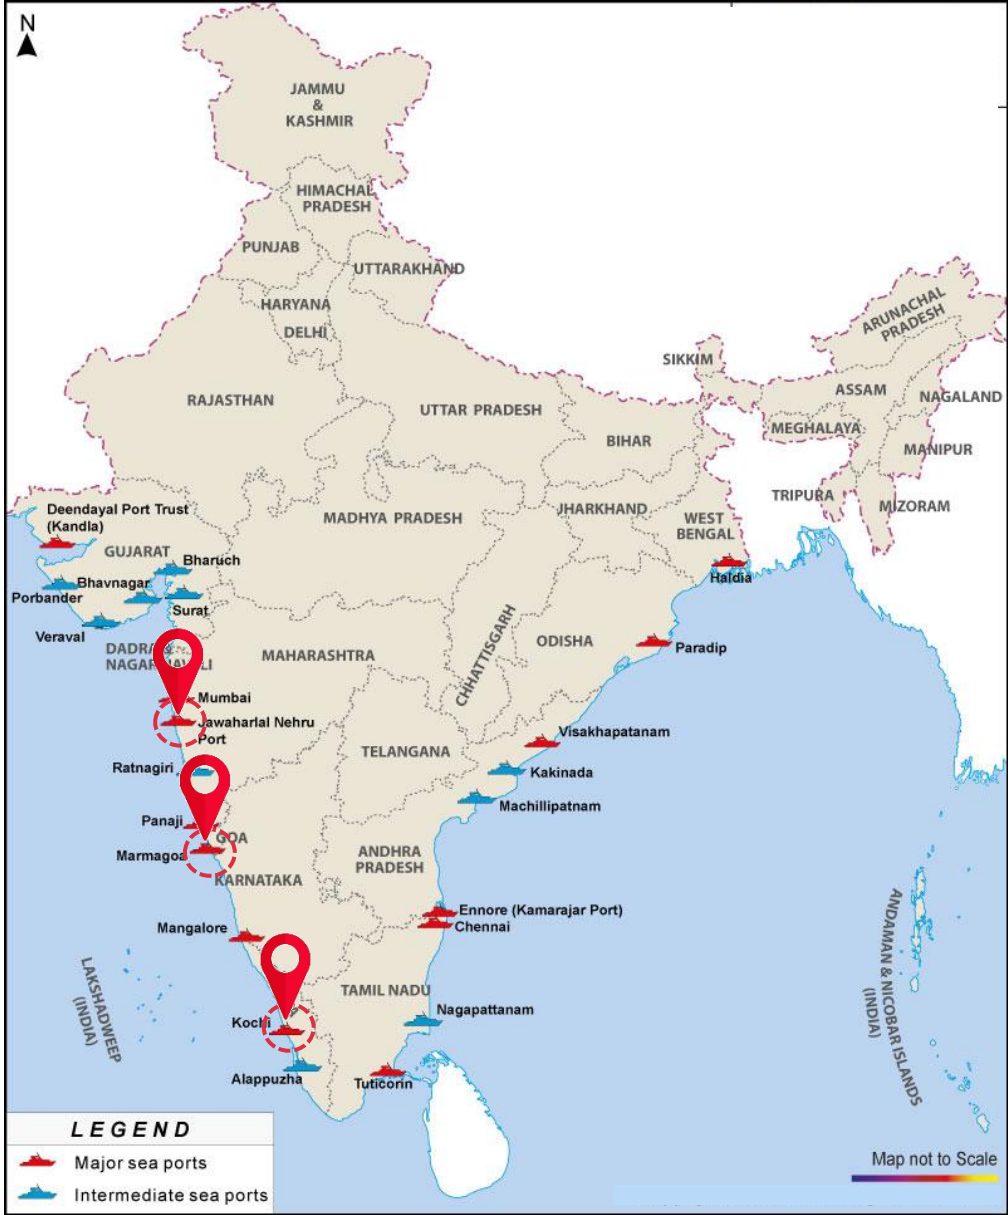 N
JAMMU
&
KASHMIR
HIMACHAL
PRADESH
PUNJAB
UTTARAKHAND
HARYANA
DELHI
ARUNACHAL
PRADESH
SIKKIM
RAJASTHAN
UTTAR PRADESH
ASSAM
NAGALAND
BIHAR
MEGHALAYA
MANIPUR
TRIPURA
MIZORAM
Deendayal Port Trust
(Kandla)
MADHYA PRADESH
JHARKHAND
WEST
BENGAL
GUJARAT
Bharuch
Bhavnagar
Porbander
Surat
Veraval
Haldia
CHHATTISGARH
ODISHA
Paradip
DADRA
NAGAR
MAHARASHTRA
Mumbai
Jawaharlal Nehru
Port
Visakhapatanam
TELANGANA
Ratnagiri
Kakinada
Machillipatnam
Panaji
GOA
Marmagoa
ANDHRA
PRADESH
KARNATAKA
Ennore (Kamarajar Port)
Chennai
Mangalore
LAKSHADWEEP
(INDIA)
ANDAMAN & NICOBAR ISLANDS
(INDIA)
TAMIL NADU
Nagapattanam
Kochi
Alappuzha
Tuticorin
LEGEND
Major sea ports
Intermediate sea ports
Map not to Scale